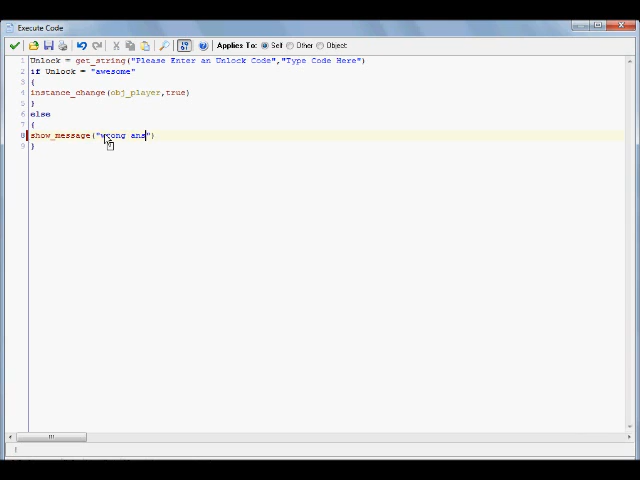 Execute Code
Applies To: Self Other Object
1 Unlock = get_string("Please Enter an Unlock Code","Type Code Here")
2 if Unlock = "awesome"
3 {
4 instance_change(obj_player,true)
5 }
6 else
7 {
8 show_message("wrong ans")
9 }